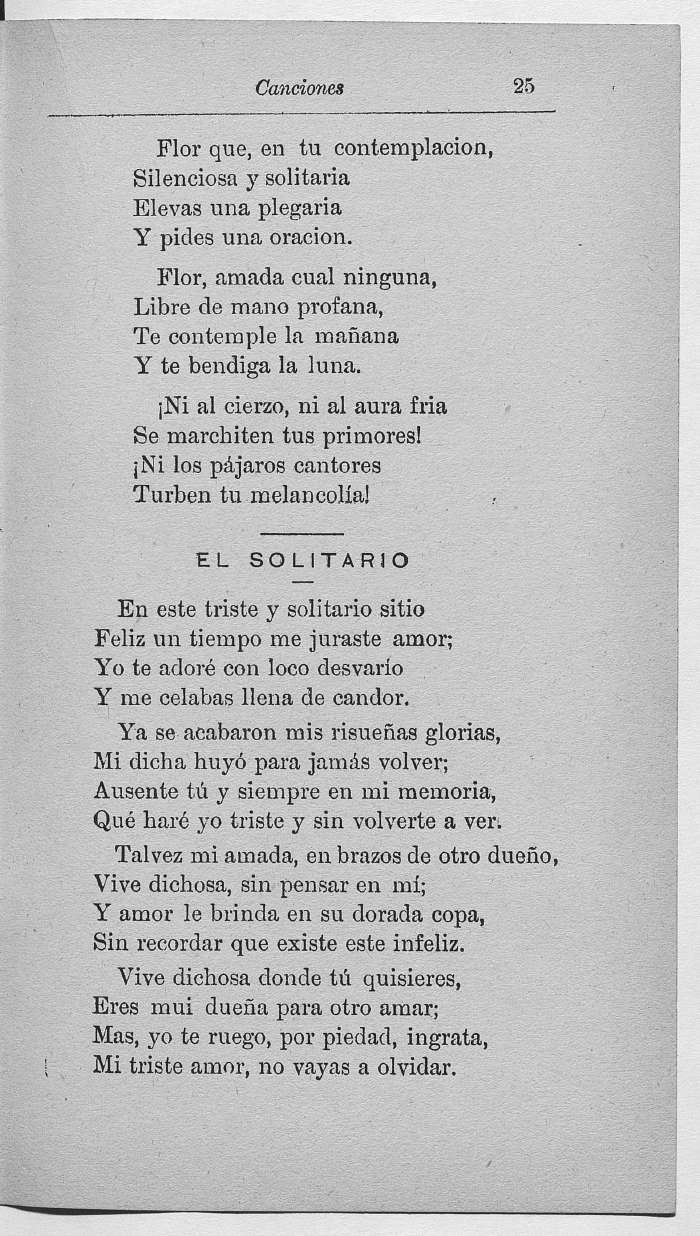 Canciones 25
Flor que, en tu contemplacion,
Silenciosa y solitaria
Elevas una plegaria
Y pides una oracion.
Flor, amada cual ninguna,
Libre de mano profana,
Te contemple la mañana
Y te bendiga la luna.
¡Ni al cierzo, ni al aura fria
Se marchiten tus primores!
¡Ni los pájaros cantores
Turben tu melancolía!
EL SOLITARIO
En este triste y solitario sitio
Feliz un tiempo me juraste amor;
Yo te adoré con loco desvarío
Y me celabas llena de candor.
Ya se acabaron mis risueñas glorias,
Mi dicha huyó para jamás volver;
Ausente tú y siempre en mi memoria,
Qué haré yo triste y sin volverte a ver.
Talvez mi amada, en brazos de otro dueño,
Vive dichosa, sin pensar en mí;
Y amor le brinda en su dorada copa,
Sin recordar que existe este infeliz.
Vive dichosa donde tú quisieres,
Eres mui dueña para otro amar;
Mas, yo te ruego, por piedad, ingrata,
Mi triste amor, no vayas a olvidar.